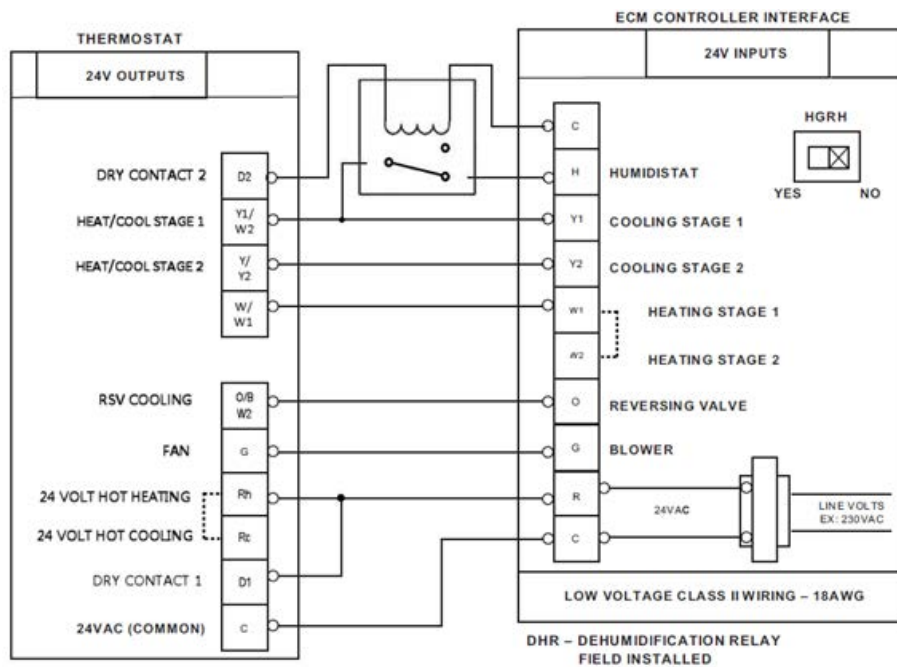 ECM CONTROLLER INTERFACE
THERMOSTAT
24V OUTPUTS
24V INPUTS
C
HGRH
YES NO
DRY CONTACT 2 D2
H HUMIDISTAT
HEAT/COOL STAGE 1 Y1/
W2
Y1 COOLING STAGE 1
HEAT/COOL STAGE 2 Y/
Y2
Y2 COOLING STAGE 2
W/
W1
W1 HEATING STAGE 1
W2 HEATING STAGE 2
RSV COOLING O/B
W2
O REVERSING VALVE
FAN G
G BLOWER
24 VOLT HOT HEATING Rh
R
24VAC
LINE VOLTS
EX: 230VAC
24 VOLT HOT COOLING Rc
C
DRY CONTACT 1 D1
LOW VOLTAGE CLASS II WIRING – 18AWG
24VAC (COMMON) C
DHR – DEHUMIDIFICATION RELAY
FIELD INSTALLED